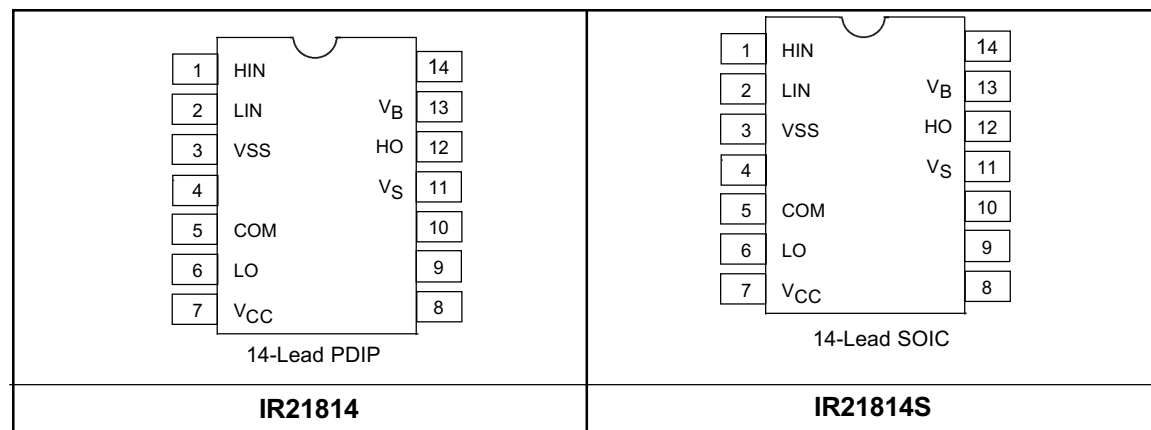 1 HIN 14
2 LIN VB 13
3 VSS HO 12
4 VS 11
5 COM 10
6 LO 9
7 VCC 8
14-Lead PDIP
IR21814
1 HIN 14
2 LIN VB 13
3 VSS HO 12
4 VS 11
5 COM 10
6 LO 9
7 VCC 8
14-Lead SOIC
IR21814S